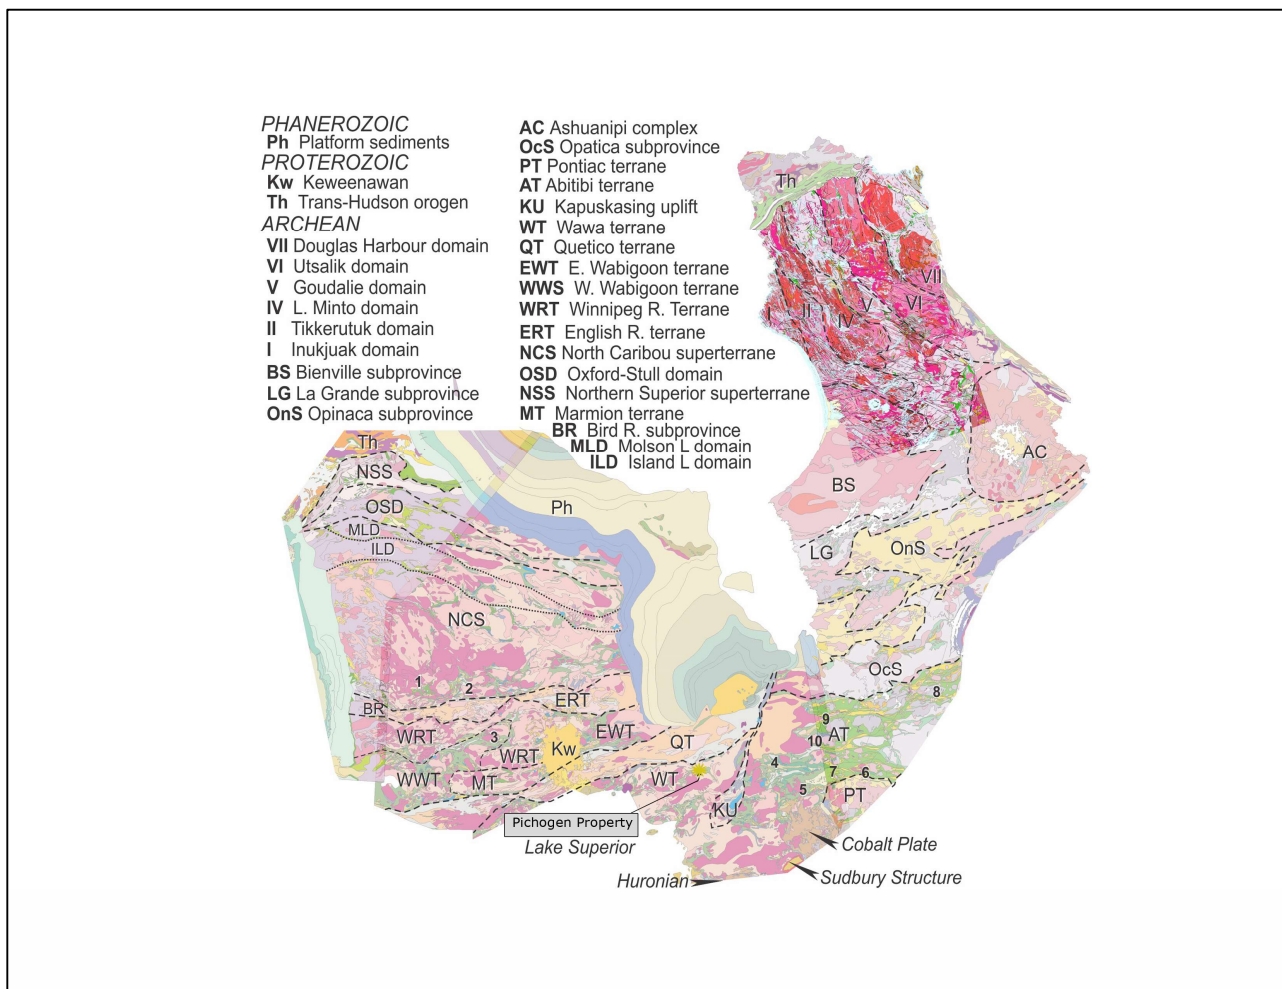 PHANEROZOIC
Ph Platform sediments
PROTEROZOIC
Kw Keweenawan
Th Trans-Hudson orogen
ARCHEAN
VII Douglas Harbour domain
VI Utsalik domain
V Goudalie domain
IV L. Minto domain
II Tikkerutuk domain
I Inukjuak domain
BS Bienville subprovince
LG La Grande subprovince
OnS Opinaca subprovince
AC Ashuanipi complex
OcS Opatica subprovince
PT Pontiac terrane
AT Abitibi terrane
KU Kapuskasing uplift
WT Wawa terrane
QT Quetico terrane
EWT E. Wabigoon terrane
WWS W. Wabigoon terrane
WRT Winnipeg R. Terrane
ERT English R. terrane
NCS North Caribou superterrane
OSD Oxford-Stull domain
NSS Northern Superior superterrane
MT Marmion terrane
BR Bird R. subprovince
MLD Molson L domain
ILD Island L domain
Th
VII
VI
V
IV
II
I
Th
NSS
OSD
MLD
ILD
Ph
BS
AC
LG
OnS
NCS
OcS
1
2
8
BR
ERT
9
WRT
3
EWT
10
AT
QT
WRT
Kw
4
WWT
MT
WT
7
6
5
PT
KU
Pichogen Property
Lake Superior
Cobalt Plate
Huronian
Sudbury Structure